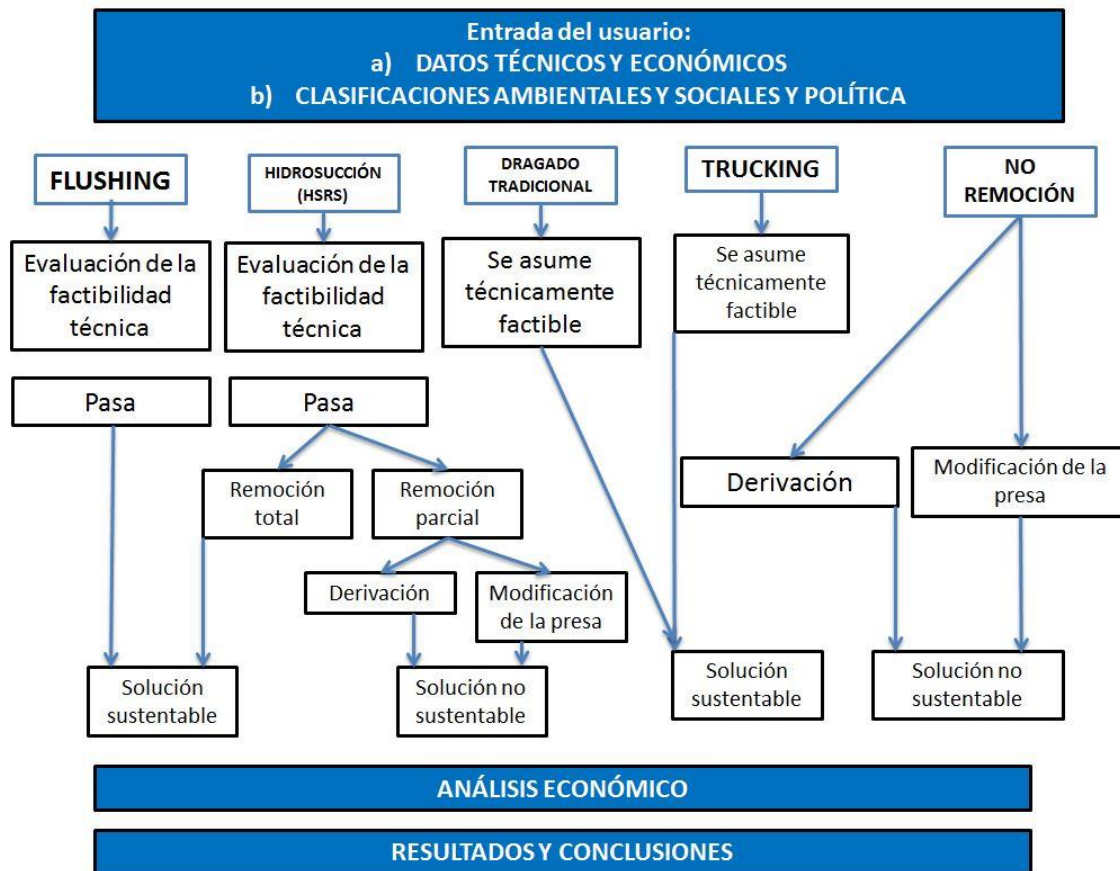 Entrada del usuario:
a) DATOS TÉCNICOS Y ECONÓMICOS
b) CLASIFICACIONES AMBIENTALES Y SOCIALES Y POLÍTICA
FLUSHING
HIDROSUCCIÓN
(HSRS)
DRAGADO
TRADICIONAL
TRUCKING
NO
REMOCIÓN
Evaluación de la
factibilidad
técnica
Evaluación de la
factibilidad
técnica
Se asume
técnicamente
factible
Se asume
técnicamente
factible
Pasa
Pasa
Remoción
total
Remoción
parcial
Derivación
Modificación de la
presa
Derivación
Modificación
de la presa
Solución
sustentable
Solución no
sustentable
Solución
sustentable
Solución no
sustentable
ANÁLISIS ECONÓMICO
RESULTADOS Y CONCLUSIONES